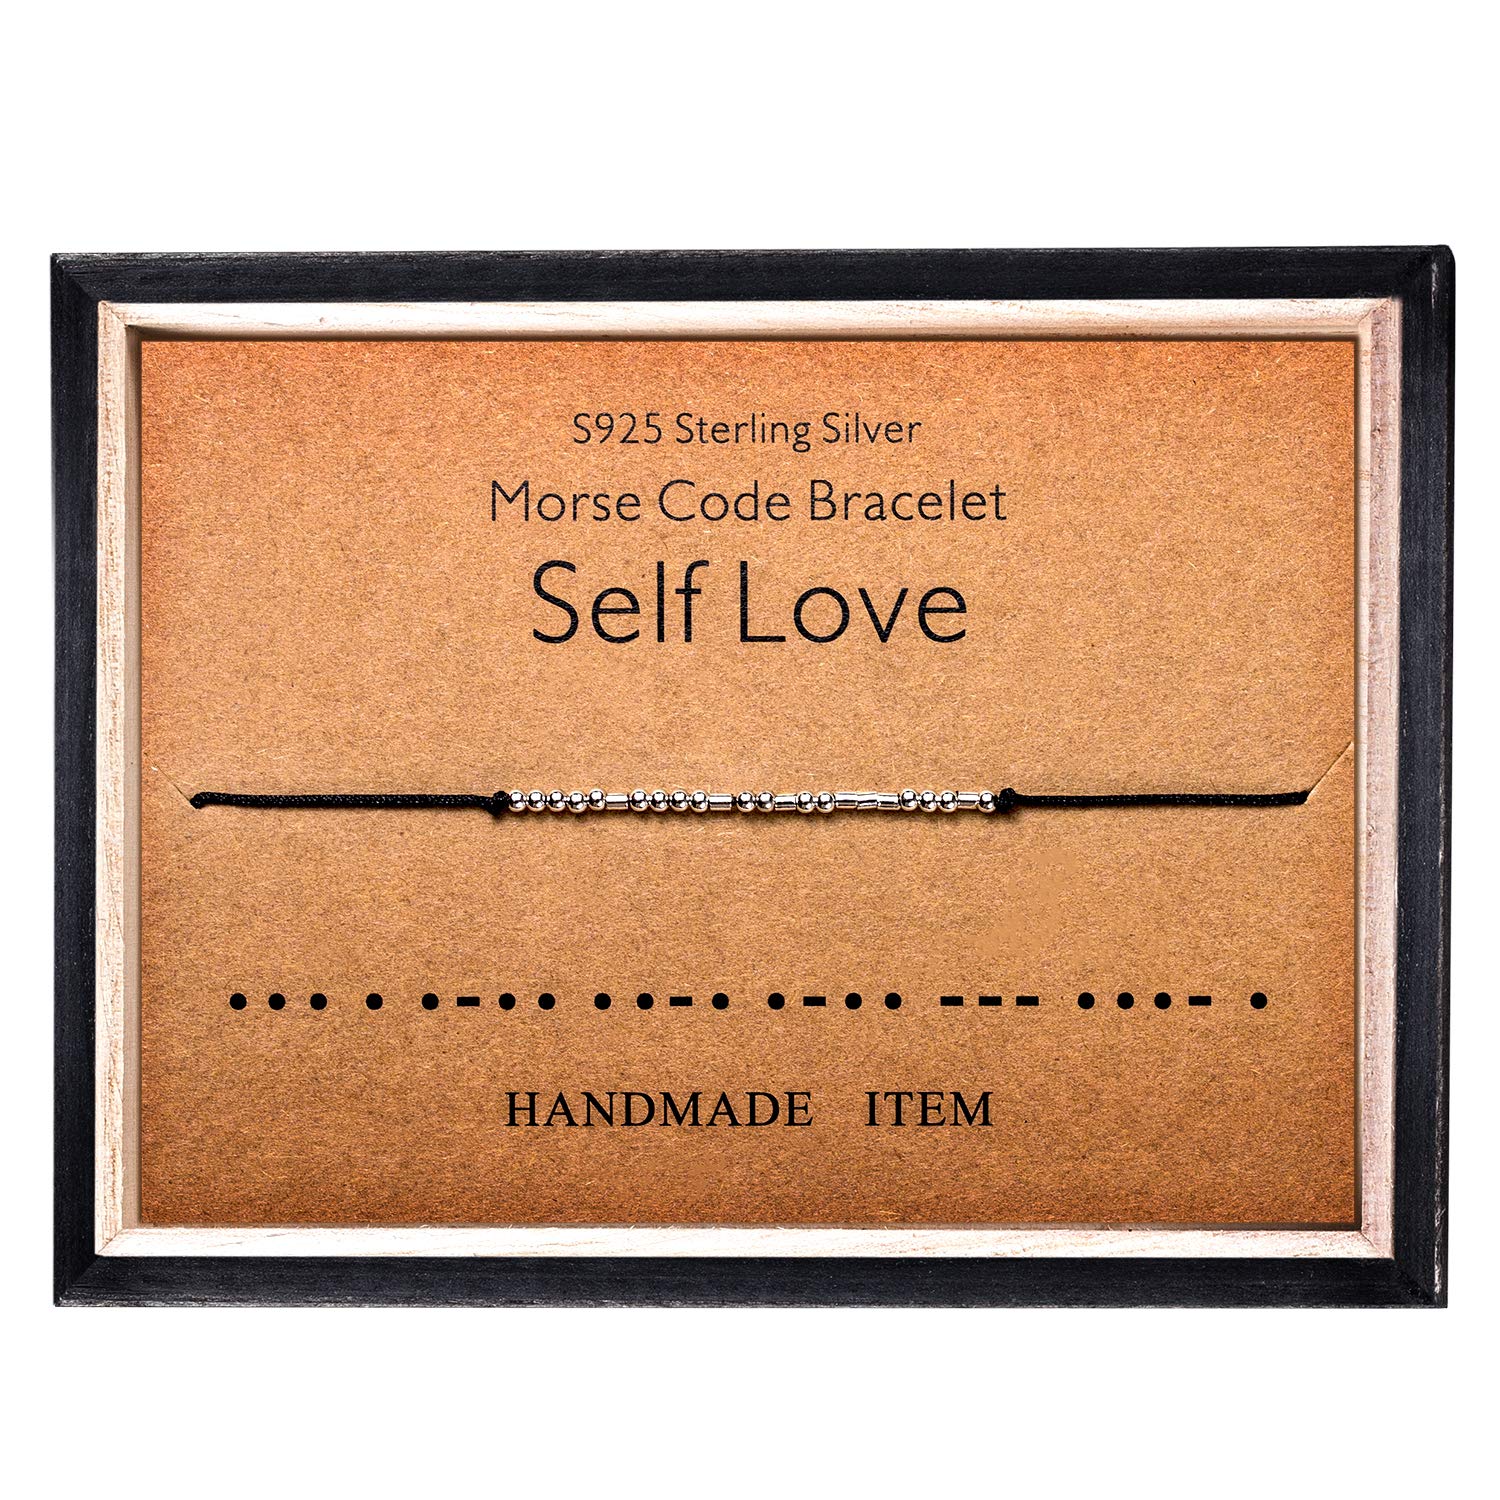 S925 Sterling Silver
Morse Code Bracelet
Self Love
••• • •-•• ••-• •-•• --- •••- •
HANDMADE ITEM